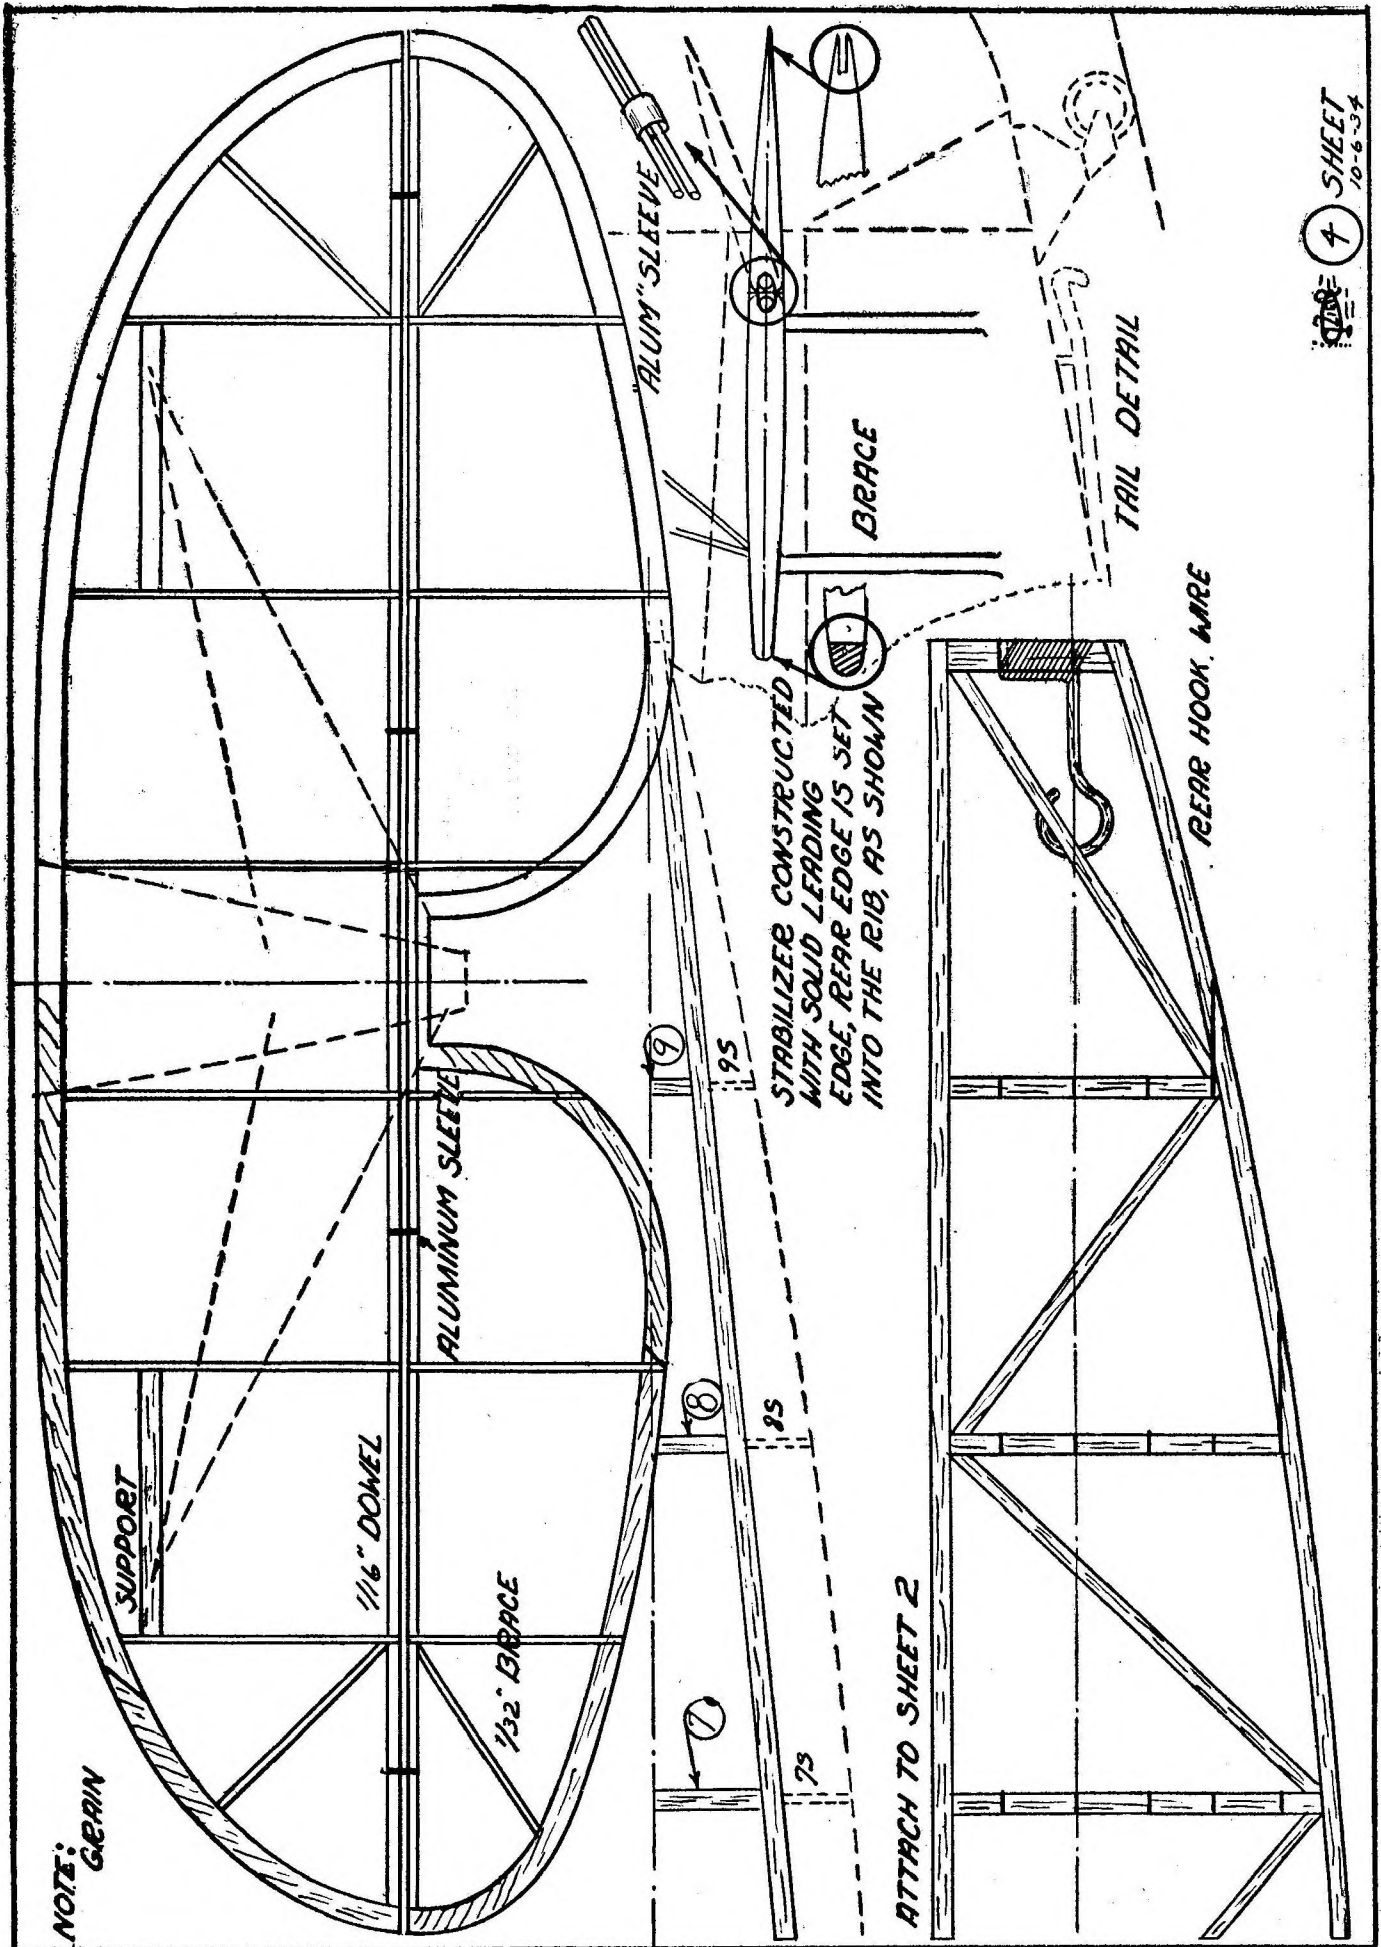 NOTE:
GRAIN
SUPPORT
1/16" DOWEL
1/32" BRACE
ALUMINUM SLEEVE
"ALUM" SLEEVE
7
7S
8
8S
9
9S
STABILIZER CONSTRUCTED
WITH SOLID LEADING
EDGE, REAR EDGE IS SET
INTO THE RIB, AS SHOWN
BRACE
TAIL DETAIL
ATTACH TO SHEET 2
REAR HOOK. WIRE
4 SHEET
10-6-34